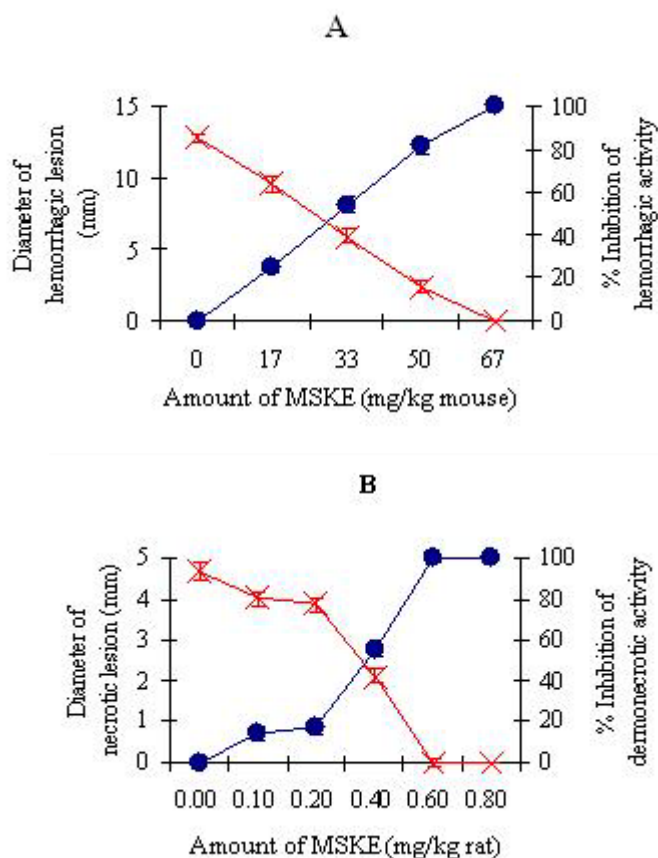 A
15
10
5
0
Diameter of
hemorrhagic lesion
(mm)
100
80
60
40
20
0
% Inhibition of
hemorrhagic activity
0 17 33 50 67
Amount of MSKE (mg/kg mouse)
B
5
4
3
2
1
0
Diameter of
necrotic lesion (mm)
100
80
60
40
20
0
% Inhibition of
dermonecrotic activity
0.00 0.10 0.20 0.40 0.60 0.80
Amount of MSKE (mg/kg rat)